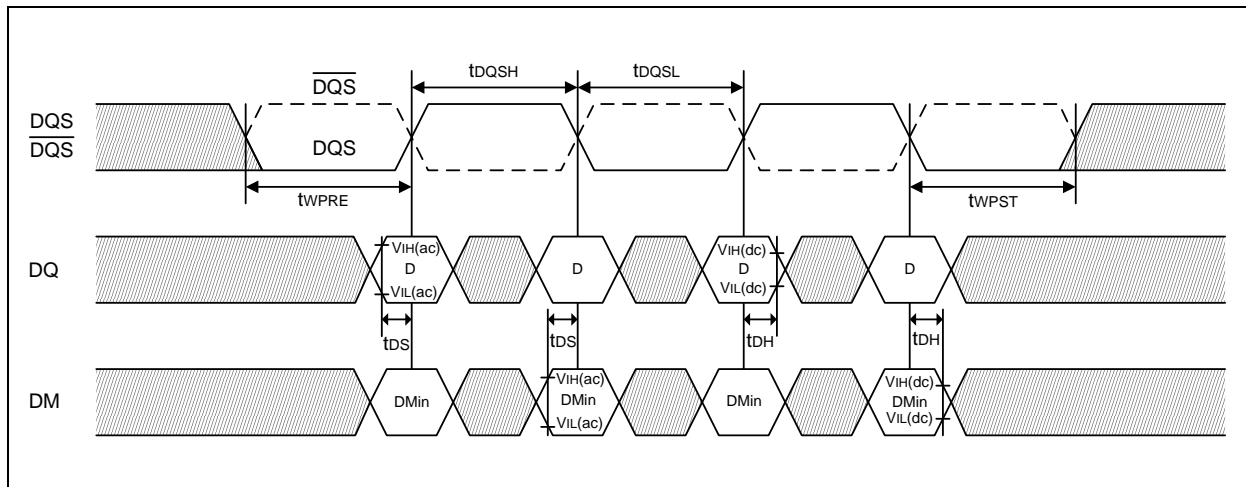 tDQSH tDQSL
DQS
DQS
DQS
DQS
tWPRE tWPST
DQ
VIH(ac)
D
VIL(ac)
D
VIH(dc)
D
VIL(dc)
D
tDS tDS tDH tDH
DM
DMin
VIH(ac)
DMin
VIL(ac)
DMin
VIH(dc)
DMin
VIL(dc)